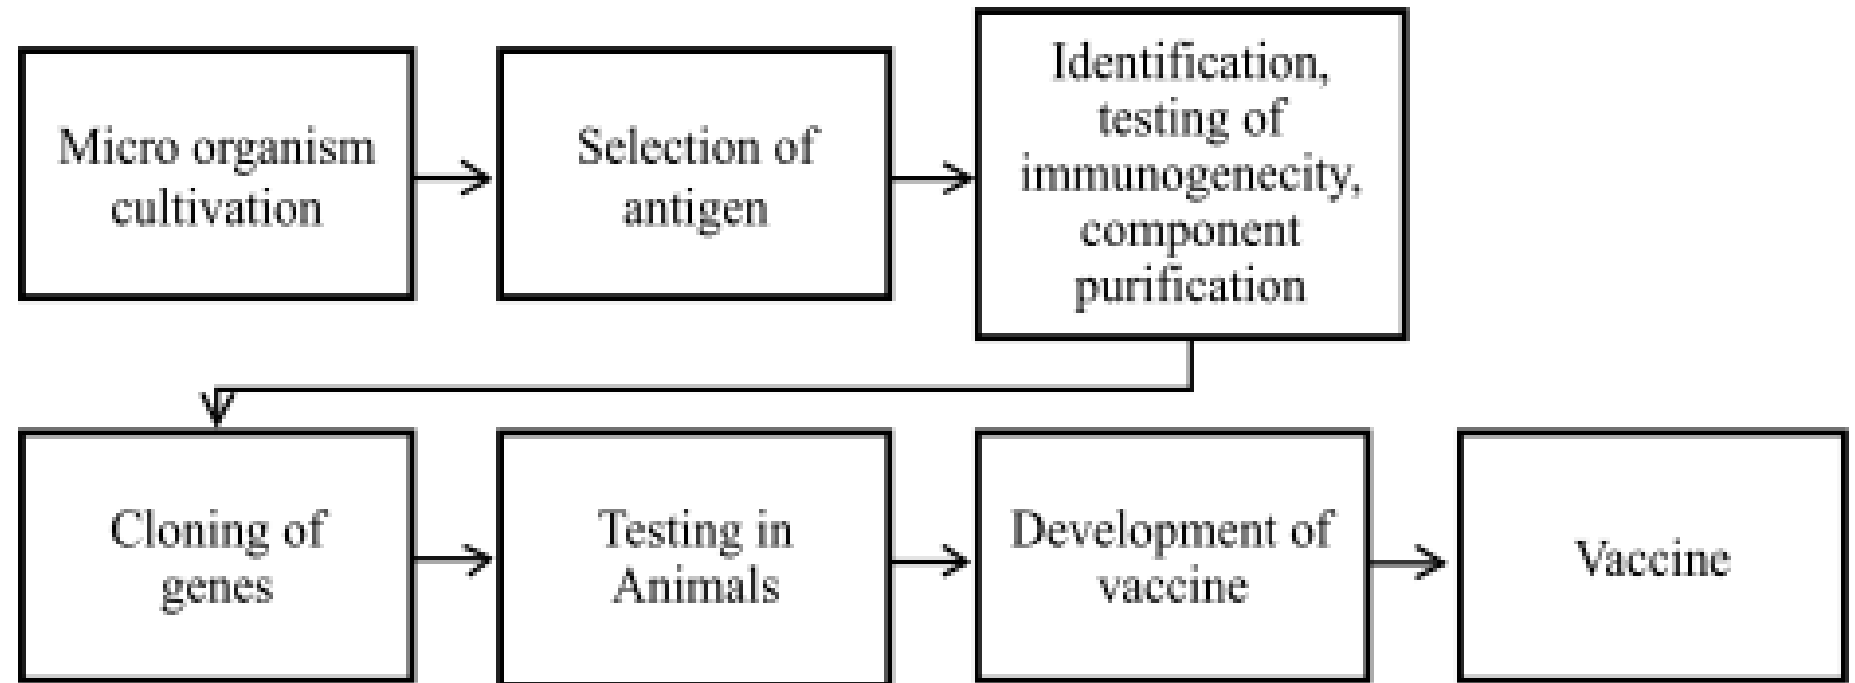 Micro organism
cultivation
Selection of
antigen
Identification,
testing of
immunogenecity,
component
purification
Cloning of
genes
Testing in
Animals
Development of
vaccine
Vaccine